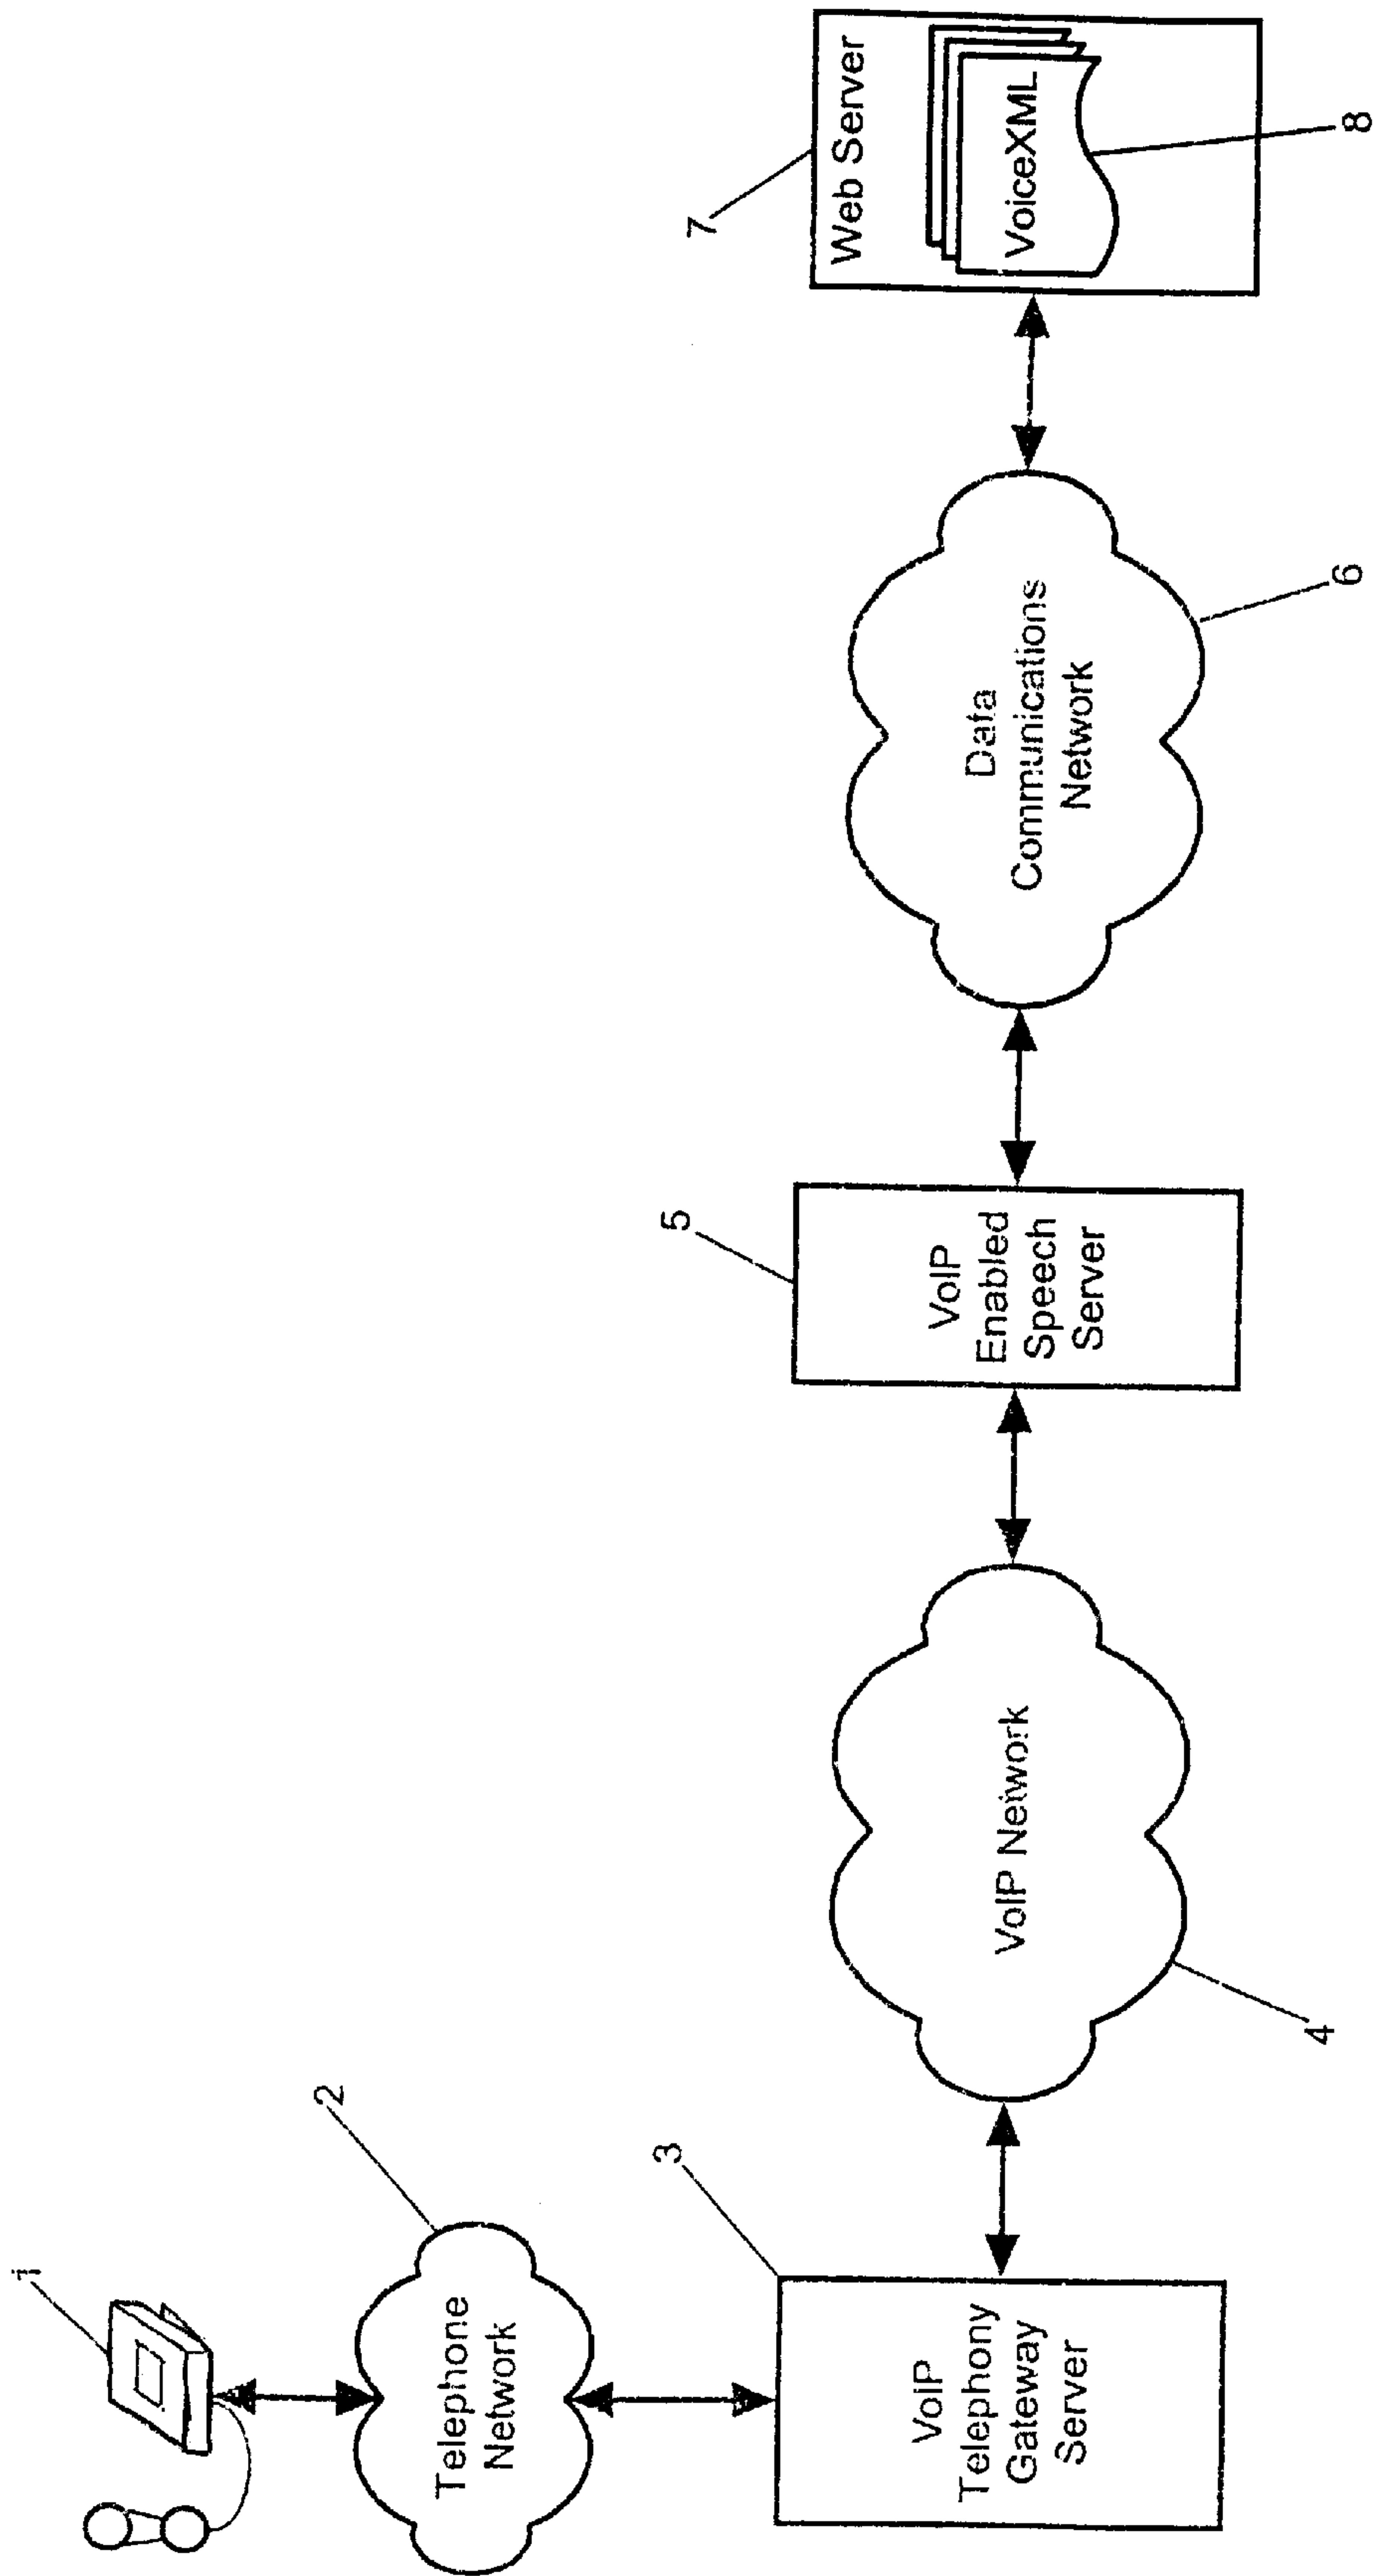 1
2
Telephone
Network
3
VoIP
Telephony
Gateway
Server
4
VoIP Network
5
VoIP
Enabled
Speech
Server
6
Data
Communications
Network
7
Web Server
VoiceXML
8